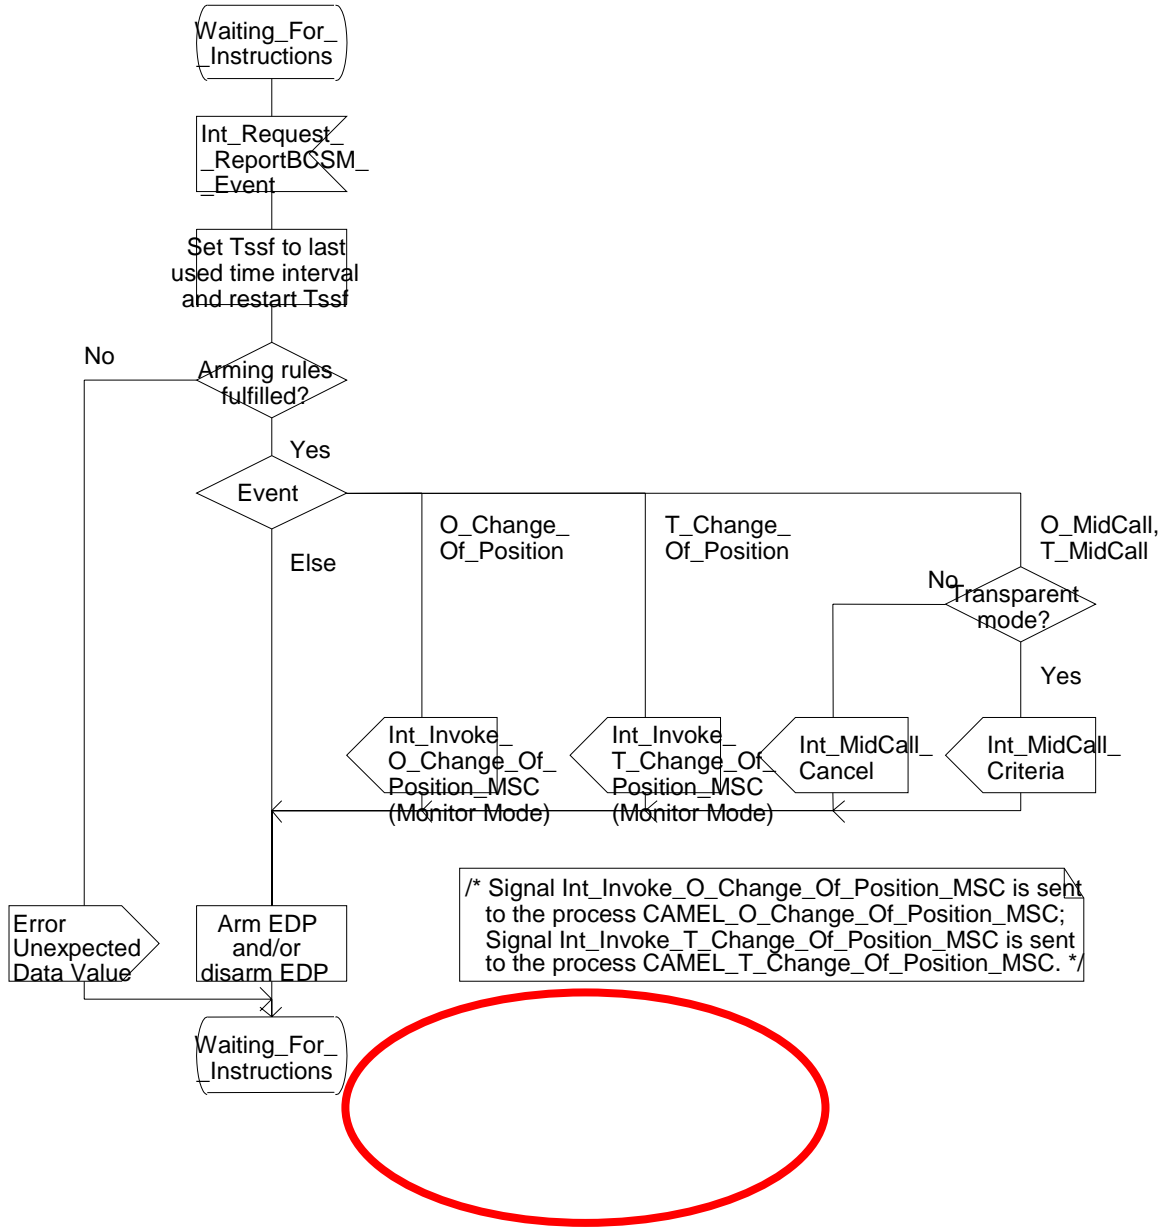 Waiting_For_
_Instructions
Int_Request_
_ReportBCSM_
_Event
Set Tssf to last
used time interval
and restart Tssf
No
Arming rules
fulfilled?
Yes
Event
O_Change_
Of_Position
T_Change_
Of_Position
O_MidCall,
T_MidCall
Else
No
Transparent
mode?
Yes
Int_Invoke_
O_Change_Of_
Position_MSC
(Monitor Mode)
Int_Invoke_
T_Change_Of_
Position_MSC
(Monitor Mode)
Int_MidCall_
Cancel
Int_MidCall_
Criteria
/* Signal Int_Invoke_O_Change_Of_Position_MSC is sent
to the process CAMEL_O_Change_Of_Position_MSC;
Signal Int_Invoke_T_Change_Of_Position_MSC is sent
to the process CAMEL_T_Change_Of_Position_MSC. */
Error
Unexpected
Data Value
Arm EDP
and/or
disarm EDP
Waiting_For_
_Instructions